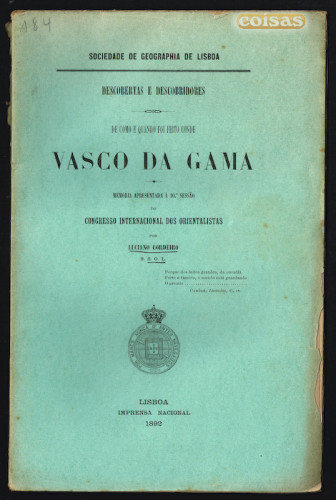 184
eoisas
SOCIEDADE DE GEOGRAPHIA DE LISBOA
DESCOBERTAS E DESCOBRIDORES
DE COMO E QUANDO FOI FEITO CONDE
VASCO DA GAMA
MEMORIA APRESENTADA Á 10.ª SESSÃO
DO
CONGRESSO INTERNACIONAL DOS ORIENTALISTAS
POR
LUCIANO CORDEIRO
S. S. G. L.
LISBOA
IMPRENSA NACIONAL
1892